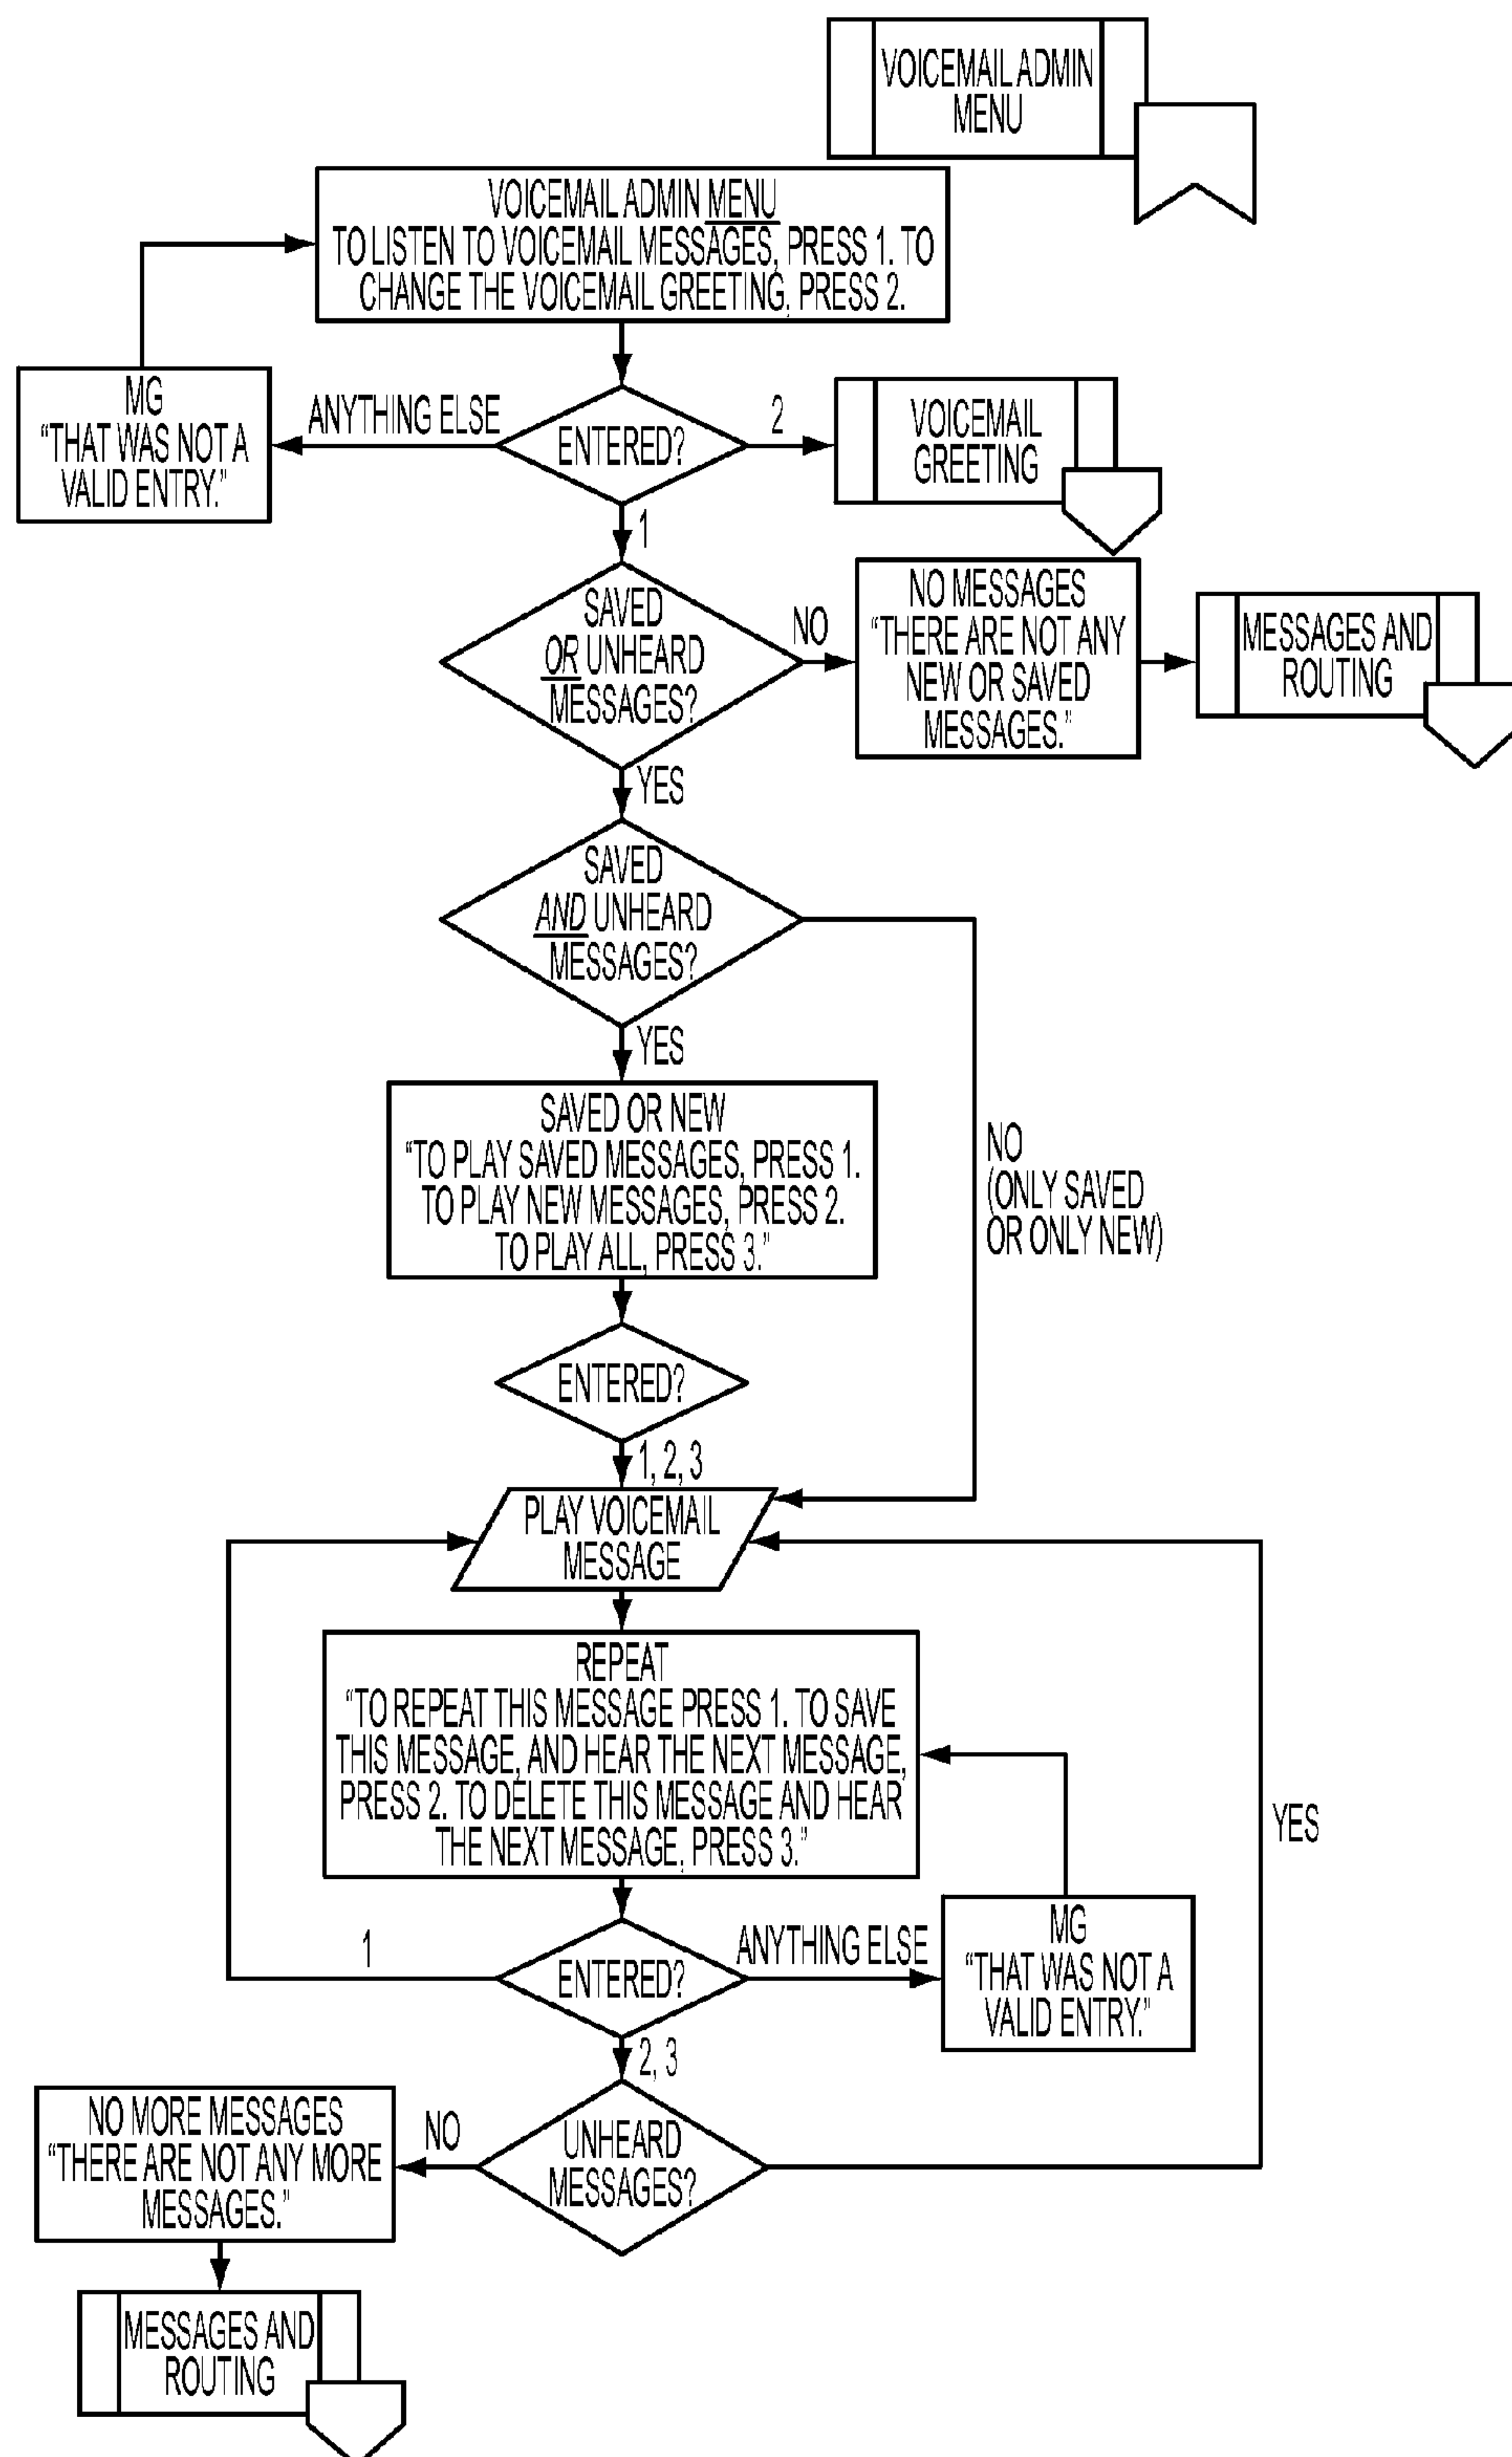 VOICEMAIL ADMIN
MENU
VOICEMAIL ADMIN MENU
TO LISTEN TO VOICEMAIL MESSAGES, PRESS 1. TO
CHANGE THE VOICEMAIL GREETING, PRESS 2.
MG
“THAT WAS NOT A
VALID ENTRY.”
ANYTHING ELSE
ENTERED?
2
VOICEMAIL
GREETING
1
SAVED
OR UNHEARD
MESSAGES?
NO
NO MESSAGES
“THERE ARE NOT ANY
NEW OR SAVED
MESSAGES.”
MESSAGES AND
ROUTING
YES
SAVED
AND UNHEARD
MESSAGES?
YES
NO
(ONLY SAVED
OR ONLY NEW)
SAVED OR NEW
“TO PLAY SAVED MESSAGES, PRESS 1.
TO PLAY NEW MESSAGES, PRESS 2.
TO PLAY ALL, PRESS 3.”
ENTERED?
1, 2, 3
PLAY VOICEMAIL
MESSAGE
REPEAT
“TO REPEAT THIS MESSAGE PRESS 1. TO SAVE
THIS MESSAGE, AND HEAR THE NEXT MESSAGE,
PRESS 2. TO DELETE THIS MESSAGE AND HEAR
THE NEXT MESSAGE, PRESS 3.”
YES
1
ENTERED?
ANYTHING ELSE
MG
“THAT WAS NOT A
VALID ENTRY.”
2, 3
UNHEARD
MESSAGES?
NO
NO MORE MESSAGES
“THERE ARE NOT ANY MORE
MESSAGES.”
MESSAGES AND
ROUTING